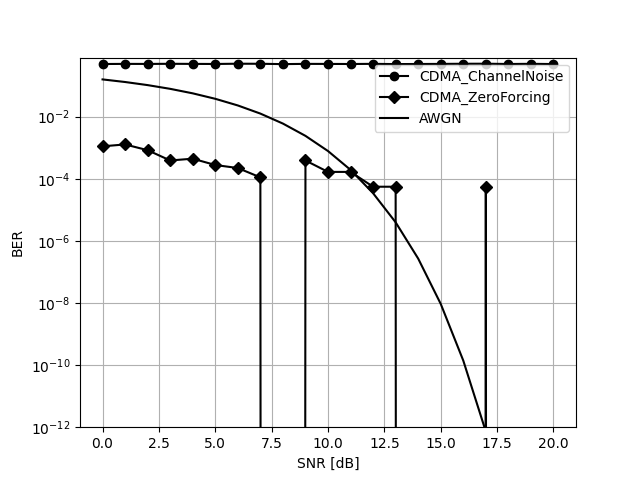 CDMA_ChannelNoise
CDMA_ZeroForcing
AWGN
BER
10⁻²
10⁻⁴
10⁻⁶
10⁻⁸
10⁻¹⁰
10⁻¹²
0.0 2.5 5.0 7.5 10.0 12.5 15.0 17.5 20.0
SNR [dB]